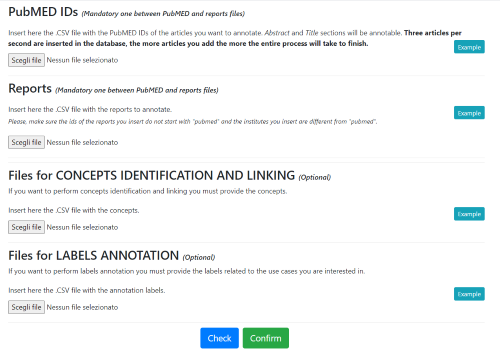 PubMED IDs (Mandatory one between PubMED and reports files)
Insert here the .CSV file with the PubMED IDs of the articles you want to annotate. Abstract and Title sections will be annotable. Three articles per
second are inserted in the database, the more articles you add the more the entire process will take to finish.
Example
Scegli file Nessun file selezionato
Reports (Mandatory one between PubMED and reports files)
Insert here the .CSV file with the reports to annotate.
Example
Please, make sure the ids of the reports you insert do not start with "pubmed" and the institutes you insert are different from "pubmed".
Scegli file Nessun file selezionato
Files for CONCEPTS IDENTIFICATION AND LINKING (Optional)
If you want to perform concepts identification and linking you must provide the concepts.
Insert here the .CSV file with the concepts.
Example
Scegli file Nessun file selezionato
Files for LABELS ANNOTATION (Optional)
If you want to perform labels annotation you must provide the labels related to the use cases you are interested in.
Insert here the .CSV file with the annotation labels.
Example
Scegli file Nessun file selezionato
Check Confirm